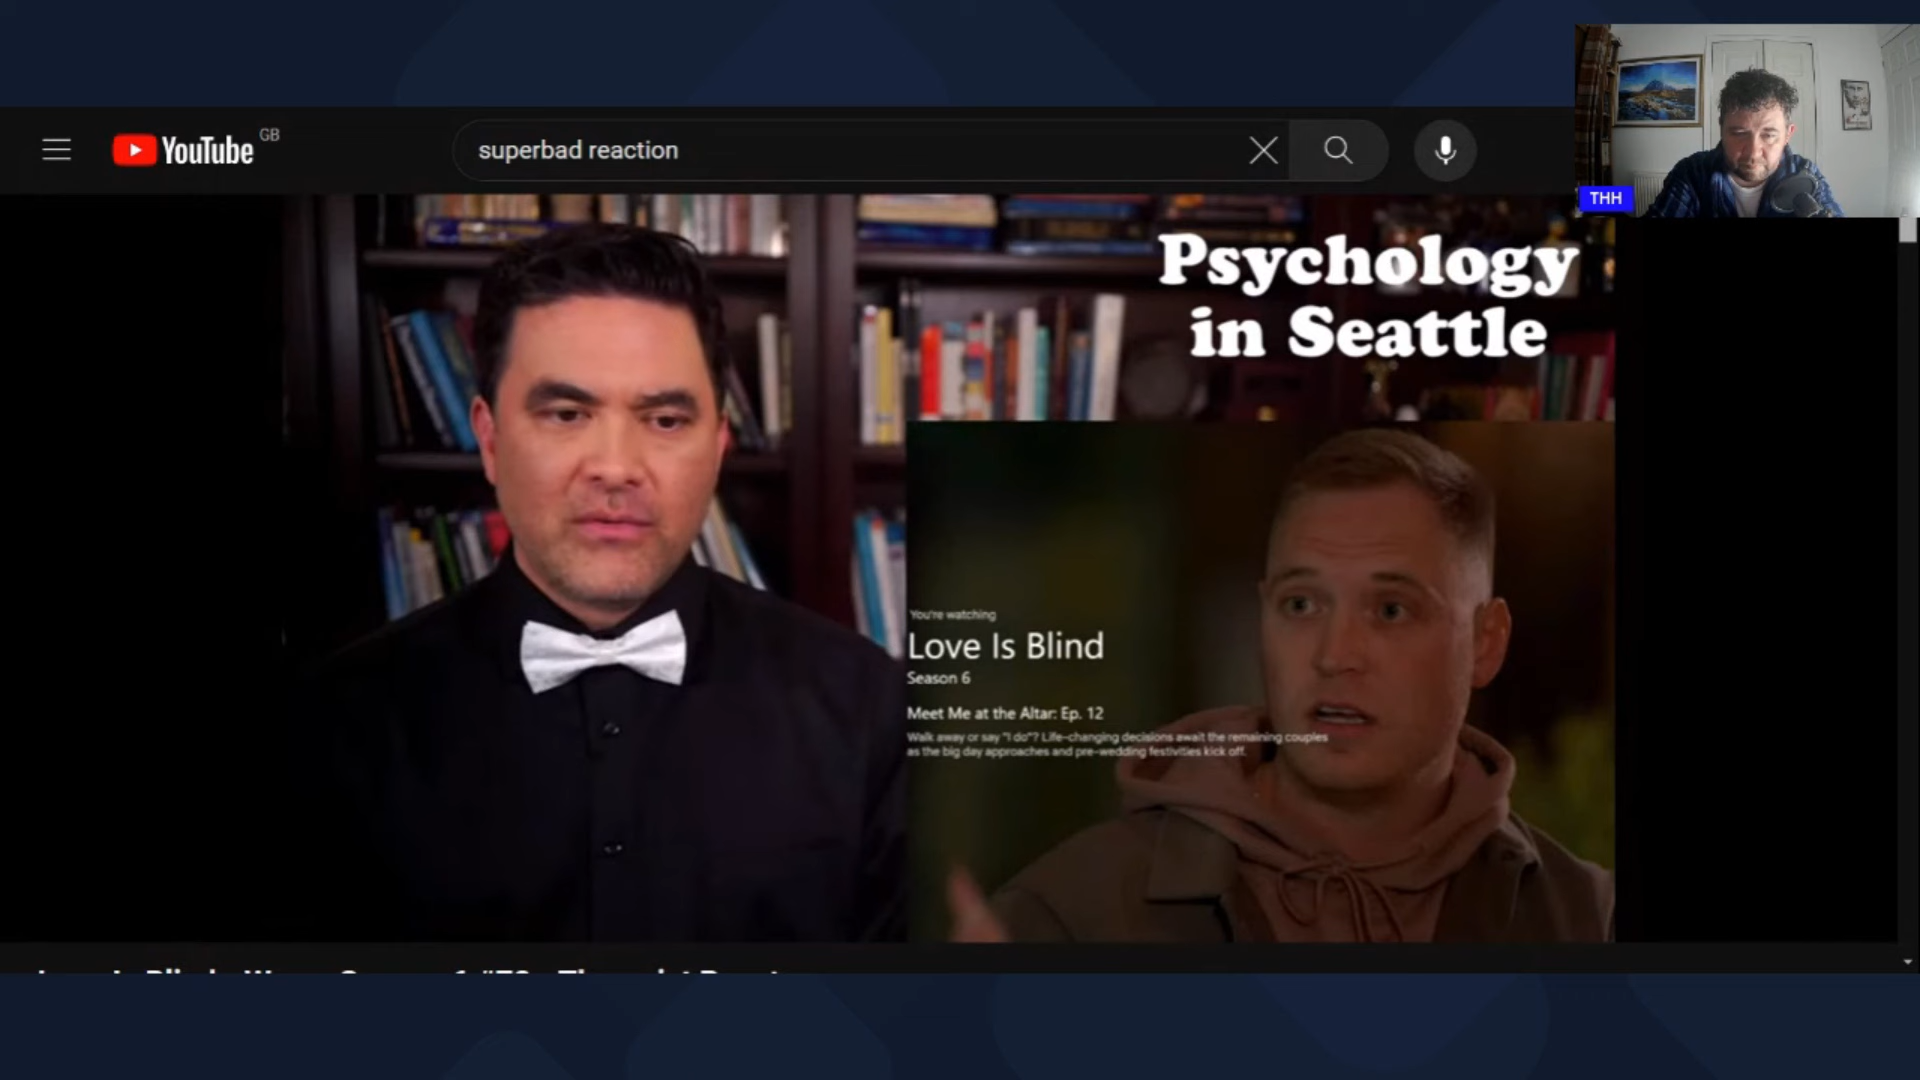 YouTube GB
superbad reaction
THH
Psychology
in Seattle
You're watching
Love Is Blind
Season 6
Meet Me at the Altar: Ep. 12
Walk away or say "I do"? Life-changing decisions await the remaining couples
as the big day approaches and pre-wedding festivities kick off.